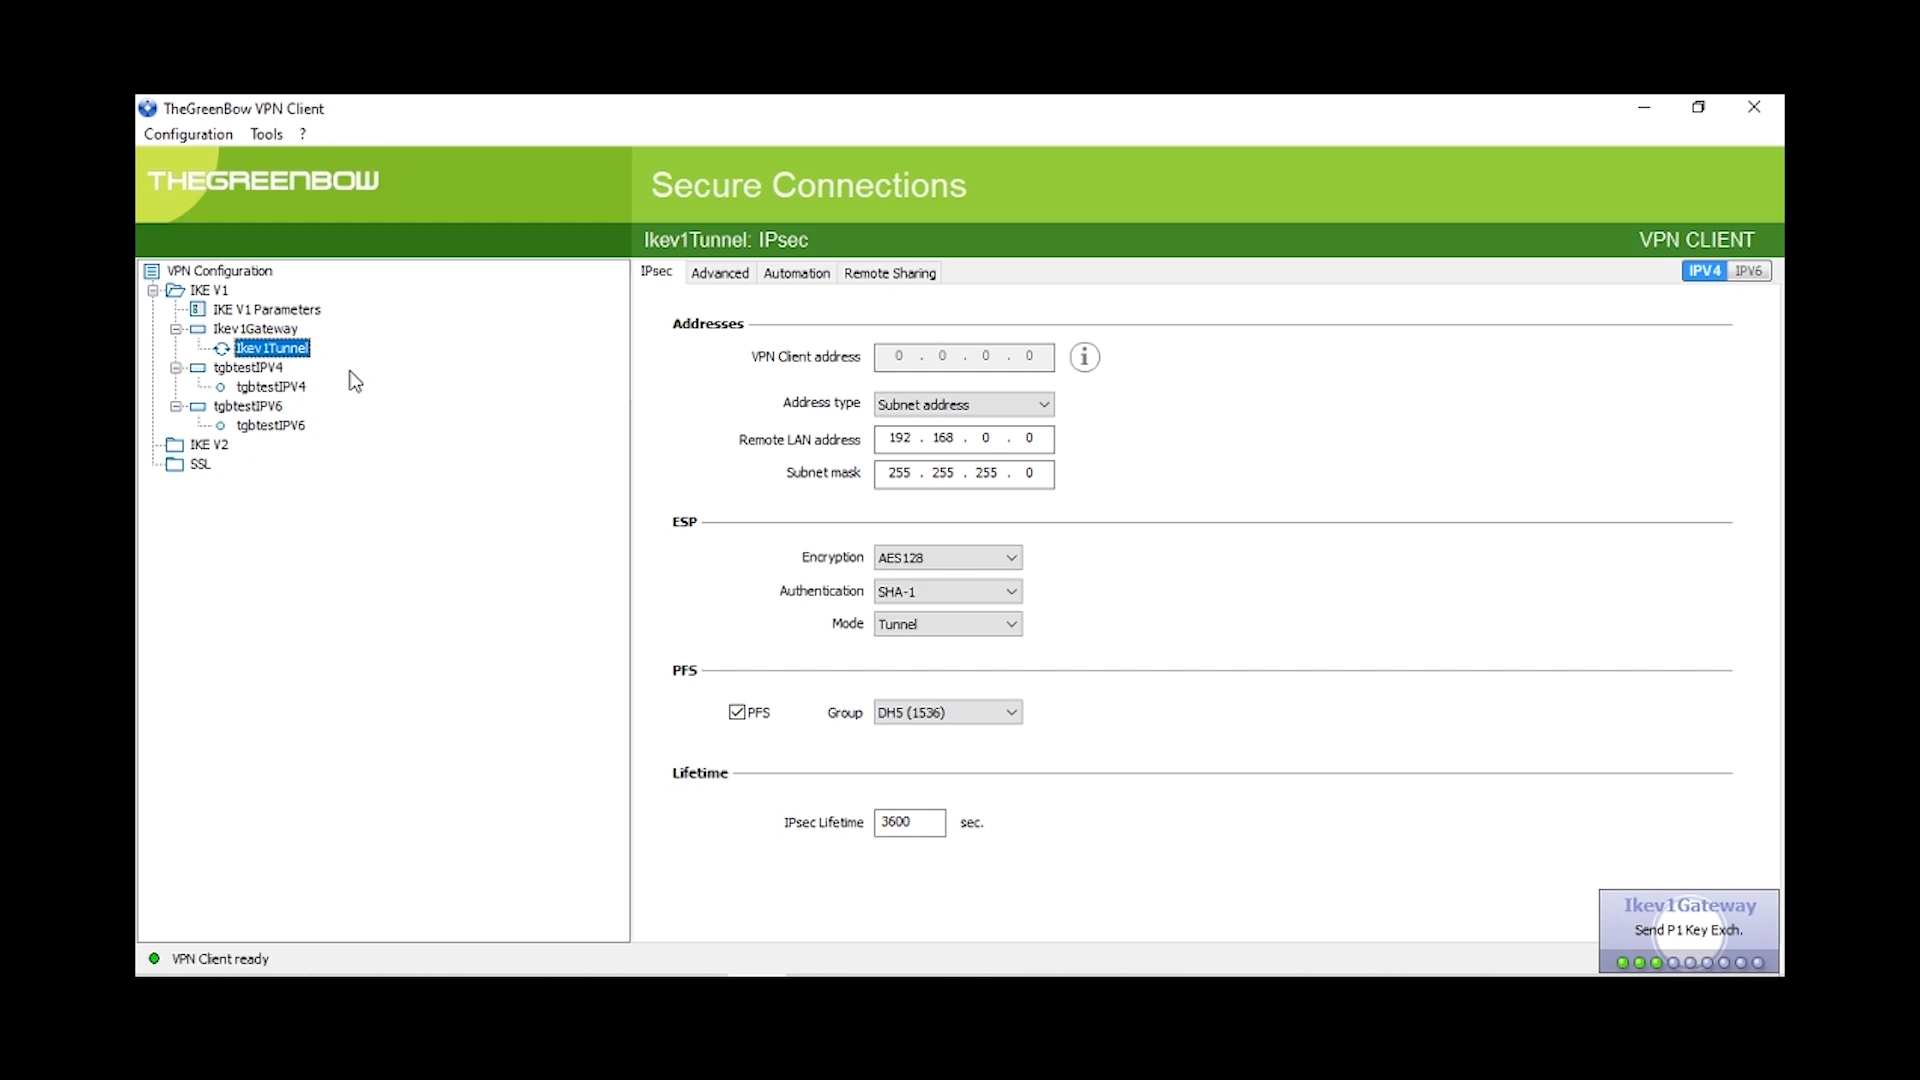 TheGreenBow VPN Client
Configuration Tools ?
THEGREENBOW
Secure Connections
Ikev1Tunnel: IPsec
VPN CLIENT
VPN Configuration
IKE V1
IKE V1 Parameters
Ikev1Gateway
Ikev1Tunnel
tgbtestIPV4
tgbtestIPV4
tgbtestIPV6
tgbtestIPV6
IKE V2
SSL
IPsec Advanced Automation Remote Sharing
IPV4 IPV6
Addresses
VPN Client address 0 . 0 . 0 . 0
Address type Subnet address
Remote LAN address 192 . 168 . 0 . 0
Subnet mask 255 . 255 . 255 . 0
ESP
Encryption AES128
Authentication SHA-1
Mode Tunnel
PFS
PFS Group DH5 (1536)
Lifetime
IPsec Lifetime 3600 sec.
Ikev1Gateway
Send P1 Key Exch.
VPN Client ready